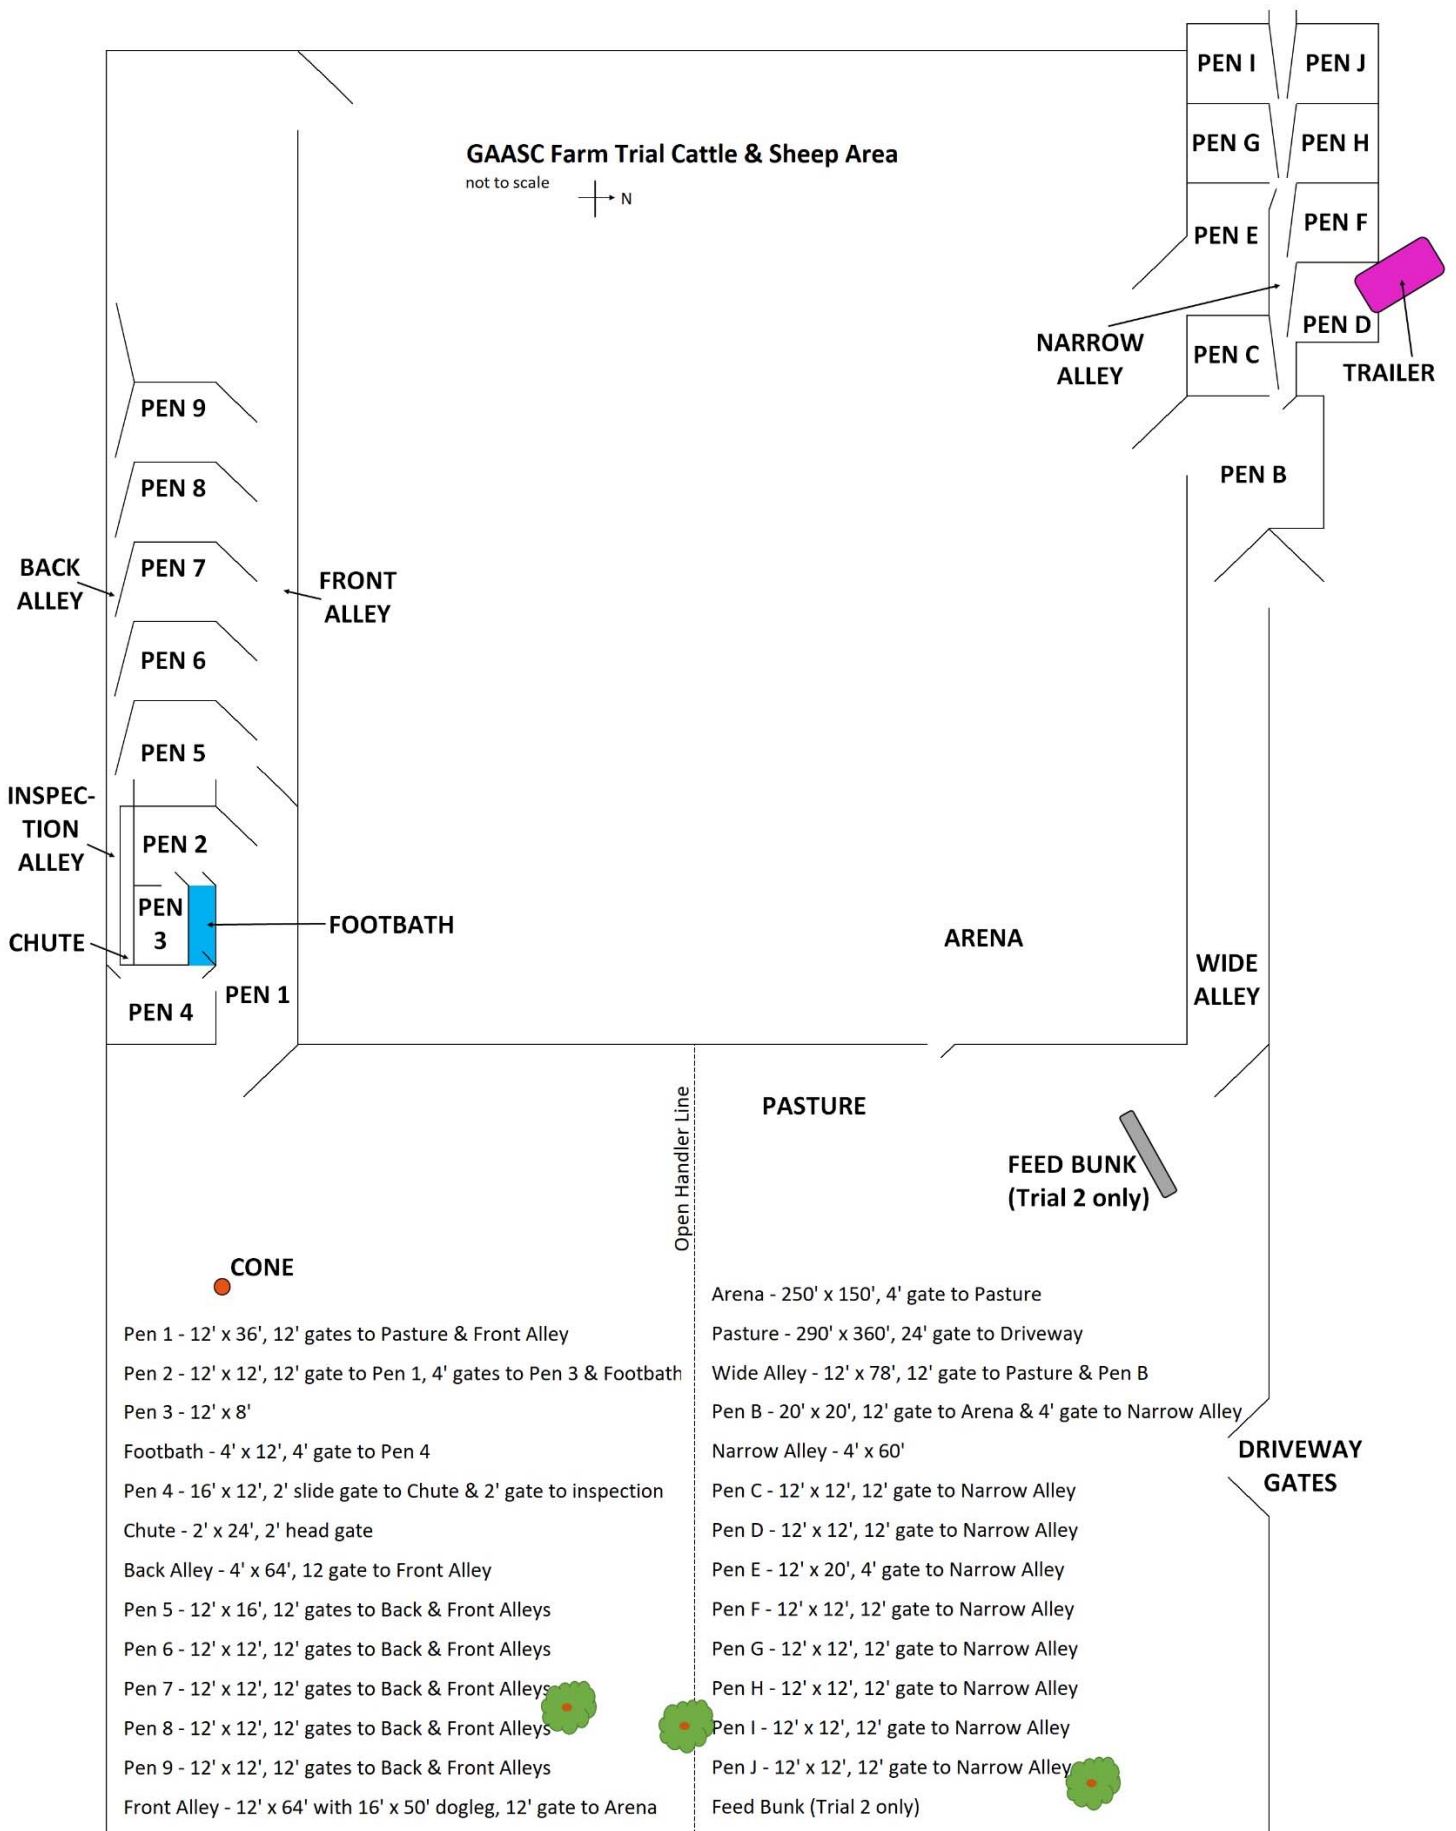 PEN I
PEN J
GAASC Farm Trial Cattle & Sheep Area
not to scale
N
PEN G
PEN H
PEN E
PEN F
PEN D
NARROW
ALLEY
PEN C
TRAILER
PEN 9
PEN B
PEN 8
BACK
ALLEY
PEN 7
FRONT
ALLEY
PEN 6
PEN 5
INSPEC-
TION
ALLEY
PEN 2
PEN
3
FOOTBATH
CHUTE
ARENA
WIDE
ALLEY
PEN 1
PEN 4
PASTURE
Open Handler Line
FEED BUNK
(Trial 2 only)
CONE
Pen 1 - 12' x 36', 12' gates to Pasture & Front Alley
Pen 2 - 12' x 12', 12' gate to Pen 1, 4' gates to Pen 3 & Footbath
Pen 3 - 12' x 8'
Footbath - 4' x 12', 4' gate to Pen 4
Pen 4 - 16' x 12', 2' slide gate to Chute & 2' gate to inspection
Chute - 2' x 24', 2' head gate
Back Alley - 4' x 64', 12 gate to Front Alley
Pen 5 - 12' x 16', 12' gates to Back & Front Alleys
Pen 6 - 12' x 12', 12' gates to Back & Front Alleys
Pen 7 - 12' x 12', 12' gates to Back & Front Alleys
Pen 8 - 12' x 12', 12' gates to Back & Front Alleys
Pen 9 - 12' x 12', 12' gates to Back & Front Alleys
Front Alley - 12' x 64' with 16' x 50' dogleg, 12' gate to Arena
Arena - 250' x 150', 4' gate to Pasture
Pasture - 290' x 360', 24' gate to Driveway
Wide Alley - 12' x 78', 12' gate to Pasture & Pen B
Pen B - 20' x 20', 12' gate to Arena & 4' gate to Narrow Alley
Narrow Alley - 4' x 60'
Pen C - 12' x 12', 12' gate to Narrow Alley
Pen D - 12' x 12', 12' gate to Narrow Alley
Pen E - 12' x 20', 4' gate to Narrow Alley
Pen F - 12' x 12', 12' gate to Narrow Alley
Pen G - 12' x 12', 12' gate to Narrow Alley
Pen H - 12' x 12', 12' gate to Narrow Alley
Pen I - 12' x 12', 12' gate to Narrow Alley
Pen J - 12' x 12', 12' gate to Narrow Alley
Feed Bunk (Trial 2 only)
DRIVEWAY
GATES